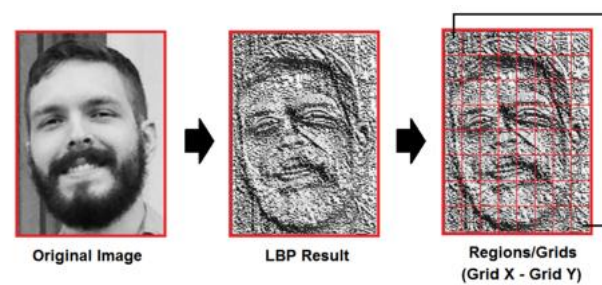 Original Image
LBP Result
Regions/Grids
(Grid X - Grid Y)